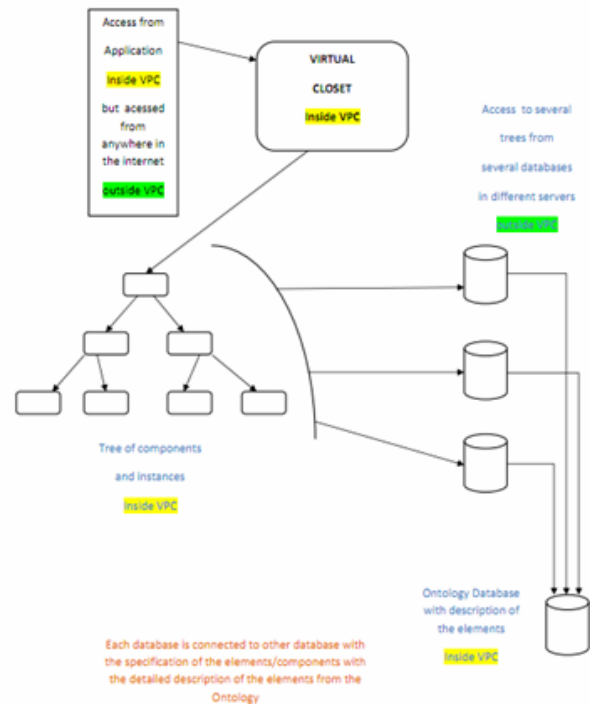 Access from
Application
Inside VPC
but acessed
from
anywhere in
the internet
outside VPC
VIRTUAL
CLOSET
Inside VPC
Access to several
trees from
several databases
in different servers
outside VPC
Tree of components
and instances
Inside VPC
Ontology Database
with description of
the elements
Inside VPC
Each database is connected to other database with
the specification of the elements/components with
the detailed description of the elements from the
Ontology